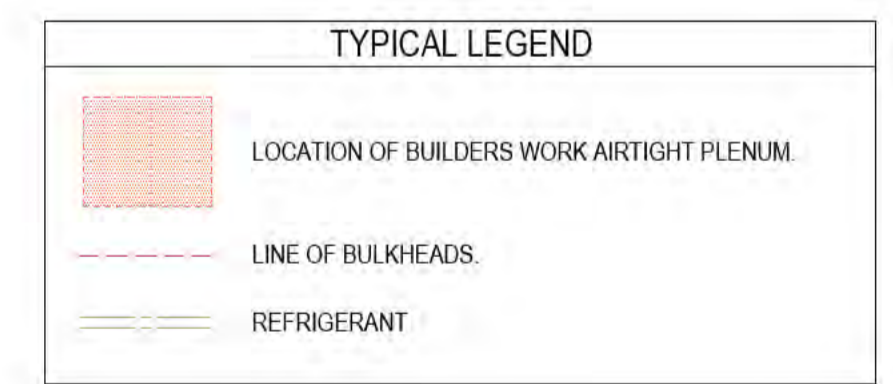 TYPICAL LEGEND
LOCATION OF BUILDERS WORK AIRTIGHT PLENUM.
LINE OF BULKHEADS.
REFRIGERANT